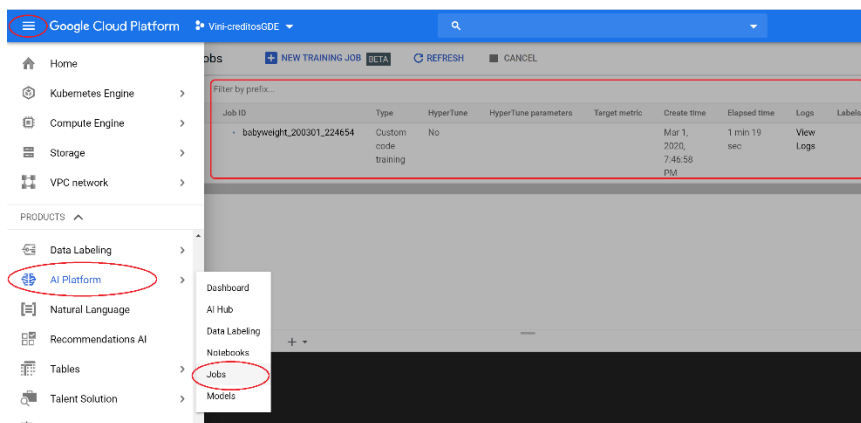 Google Cloud Platform Vini-creditosGDE
Home
Kubernetes Engine
Compute Engine
Storage
VPC network
PRODUCTS
Data Labeling
AI Platform
Natural Language
Recommendations AI
Tables
Talent Solution
Dashboard
AI Hub
Data Labeling
Notebooks
Jobs
Models
obs NEW TRAINING JOB BETA REFRESH CANCEL
Filter by prefix...
Job ID Type HyperTune HyperTune parameters Target metric Create time Elapsed time Logs Labels
babyweight_200301_224654 Custom No Mar 1, 1 min 19 View
code 2020, sec Logs
training 7:46:58
PM